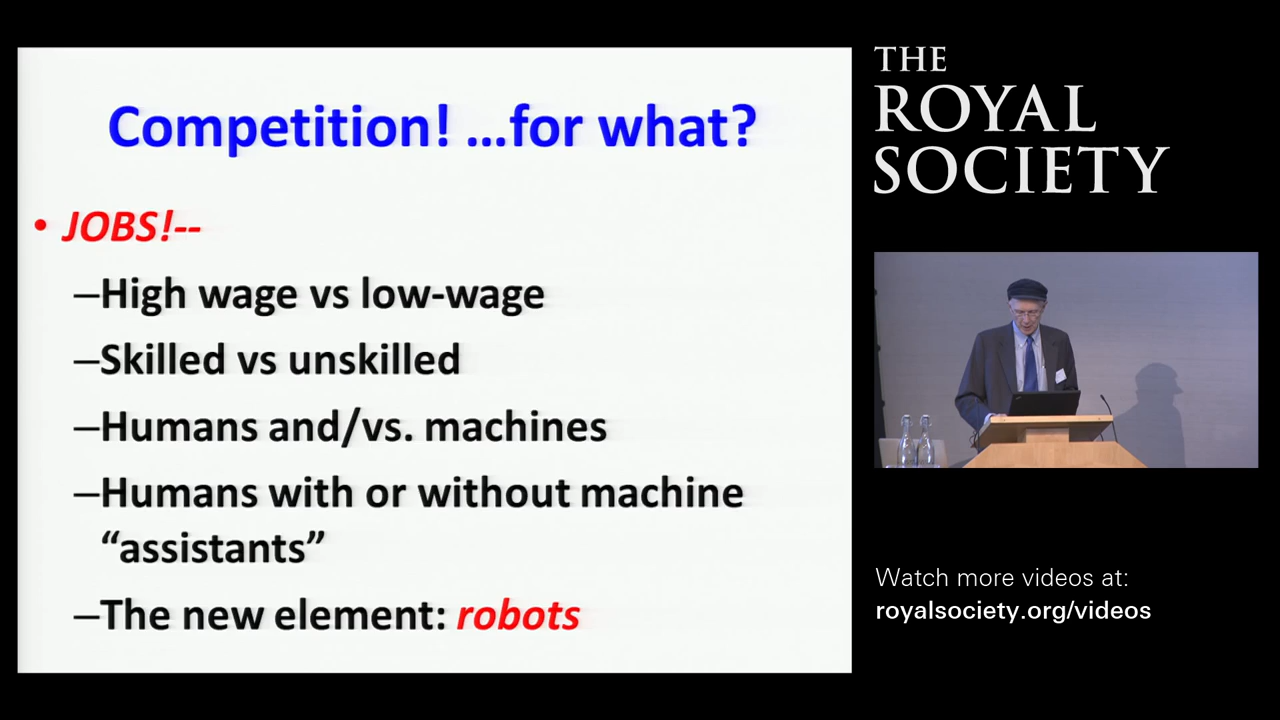 Competition! ...for what?
• JOBS!--
–High wage vs low-wage
–Skilled vs unskilled
–Humans and/vs. machines
–Humans with or without machine
“assistants”
–The new element: robots
THE
ROYAL
SOCIETY
Watch more videos at:
royalsociety.org/videos